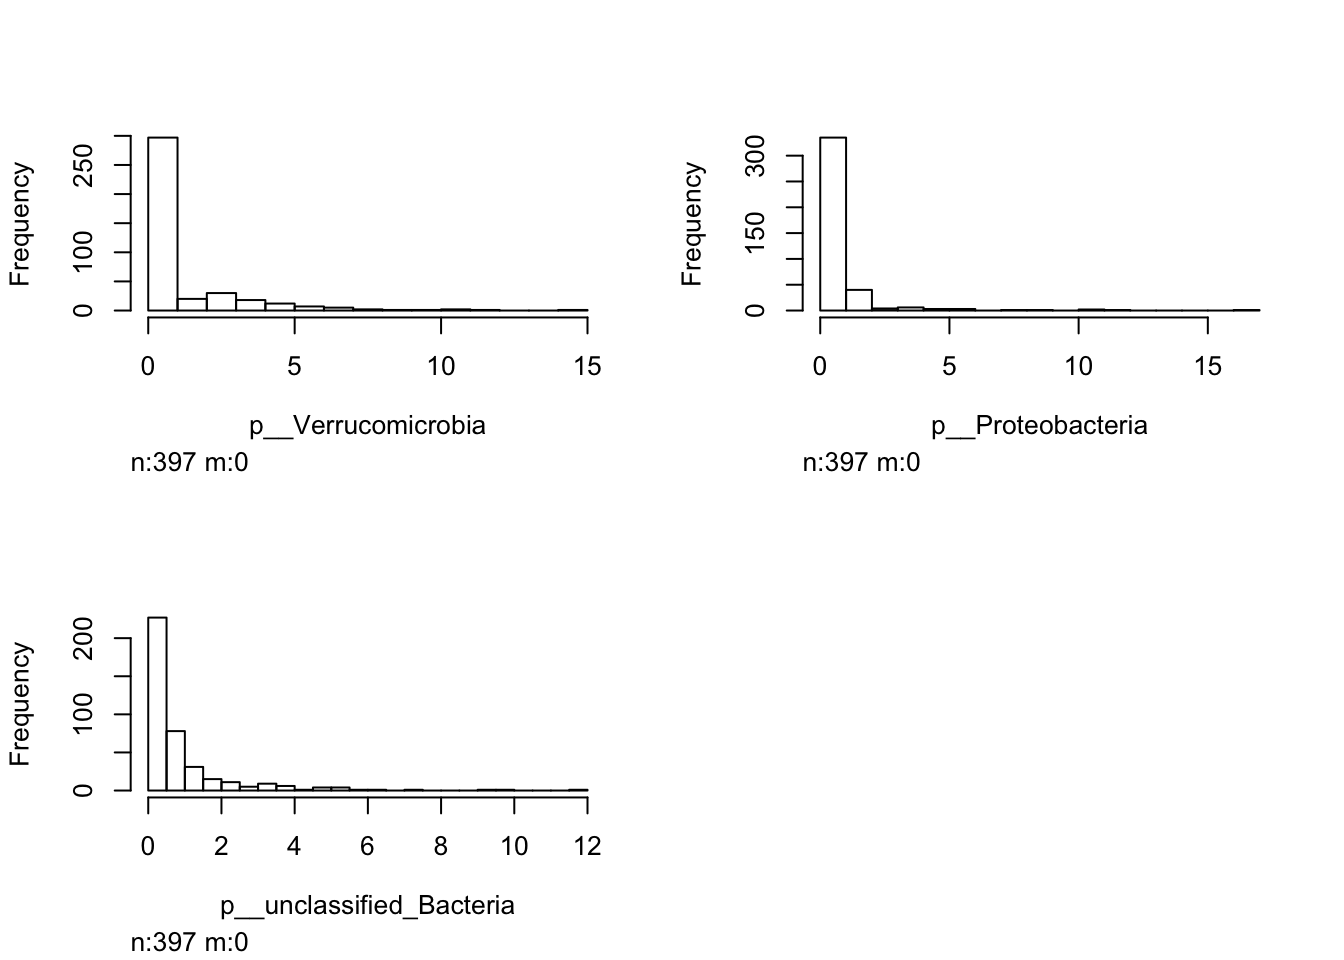 Frequency
0 100 250
0 5 10 15
p__Verrucomicrobia
n:397 m:0
Frequency
0 150 300
0 5 10 15
p__Proteobacteria
n:397 m:0
Frequency
0 100 200
0 2 4 6 8 10 12
p__unclassified_Bacteria
n:397 m:0